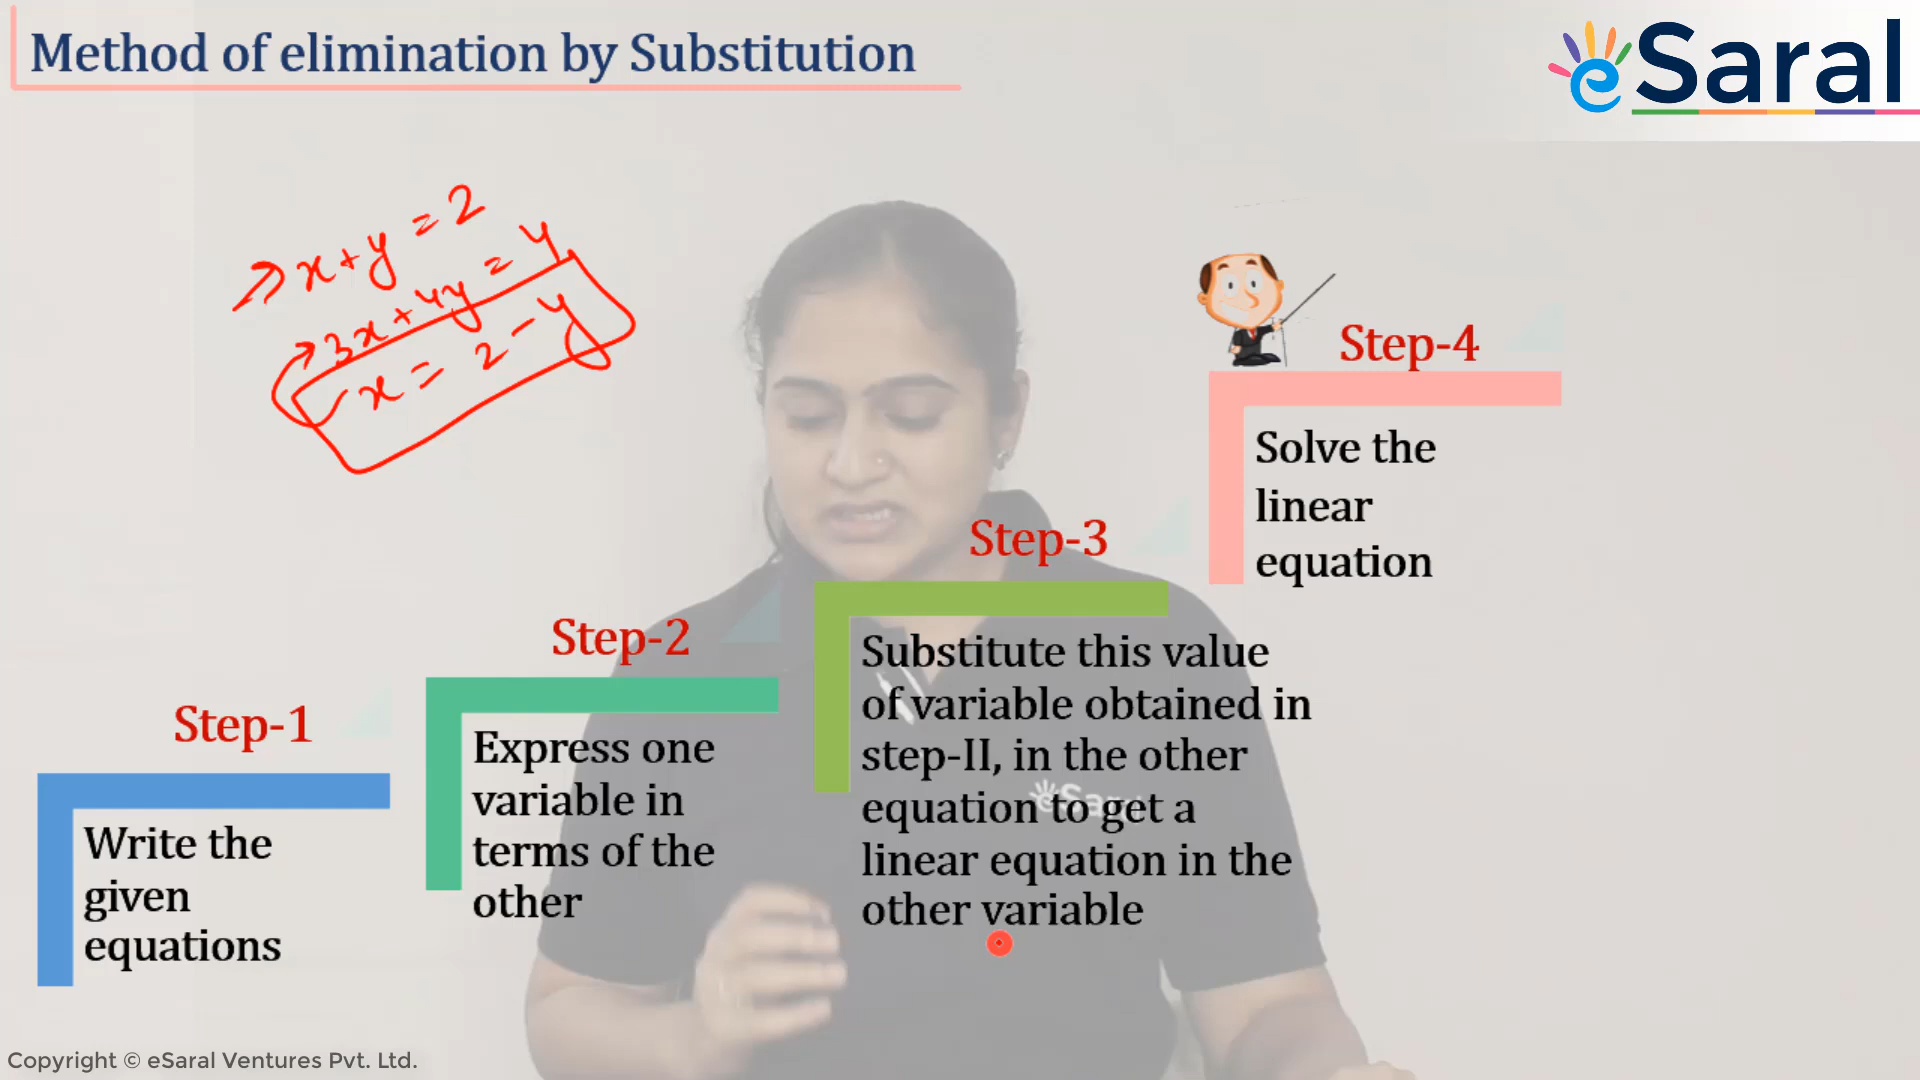 Method of elimination by Substitution
eSaral
x+y=2
3x+4y=4
x=2-y
Step-4
Solve the
linear
equation
Step-3
Substitute this value
of variable obtained in
step-II, in the other
equation to get a
linear equation in the
other variable
Step-2
Express one
variable in
terms of the
other
Step-1
Write the
given
equations
eSaral
Copyright © eSaral Ventures Pvt. Ltd.